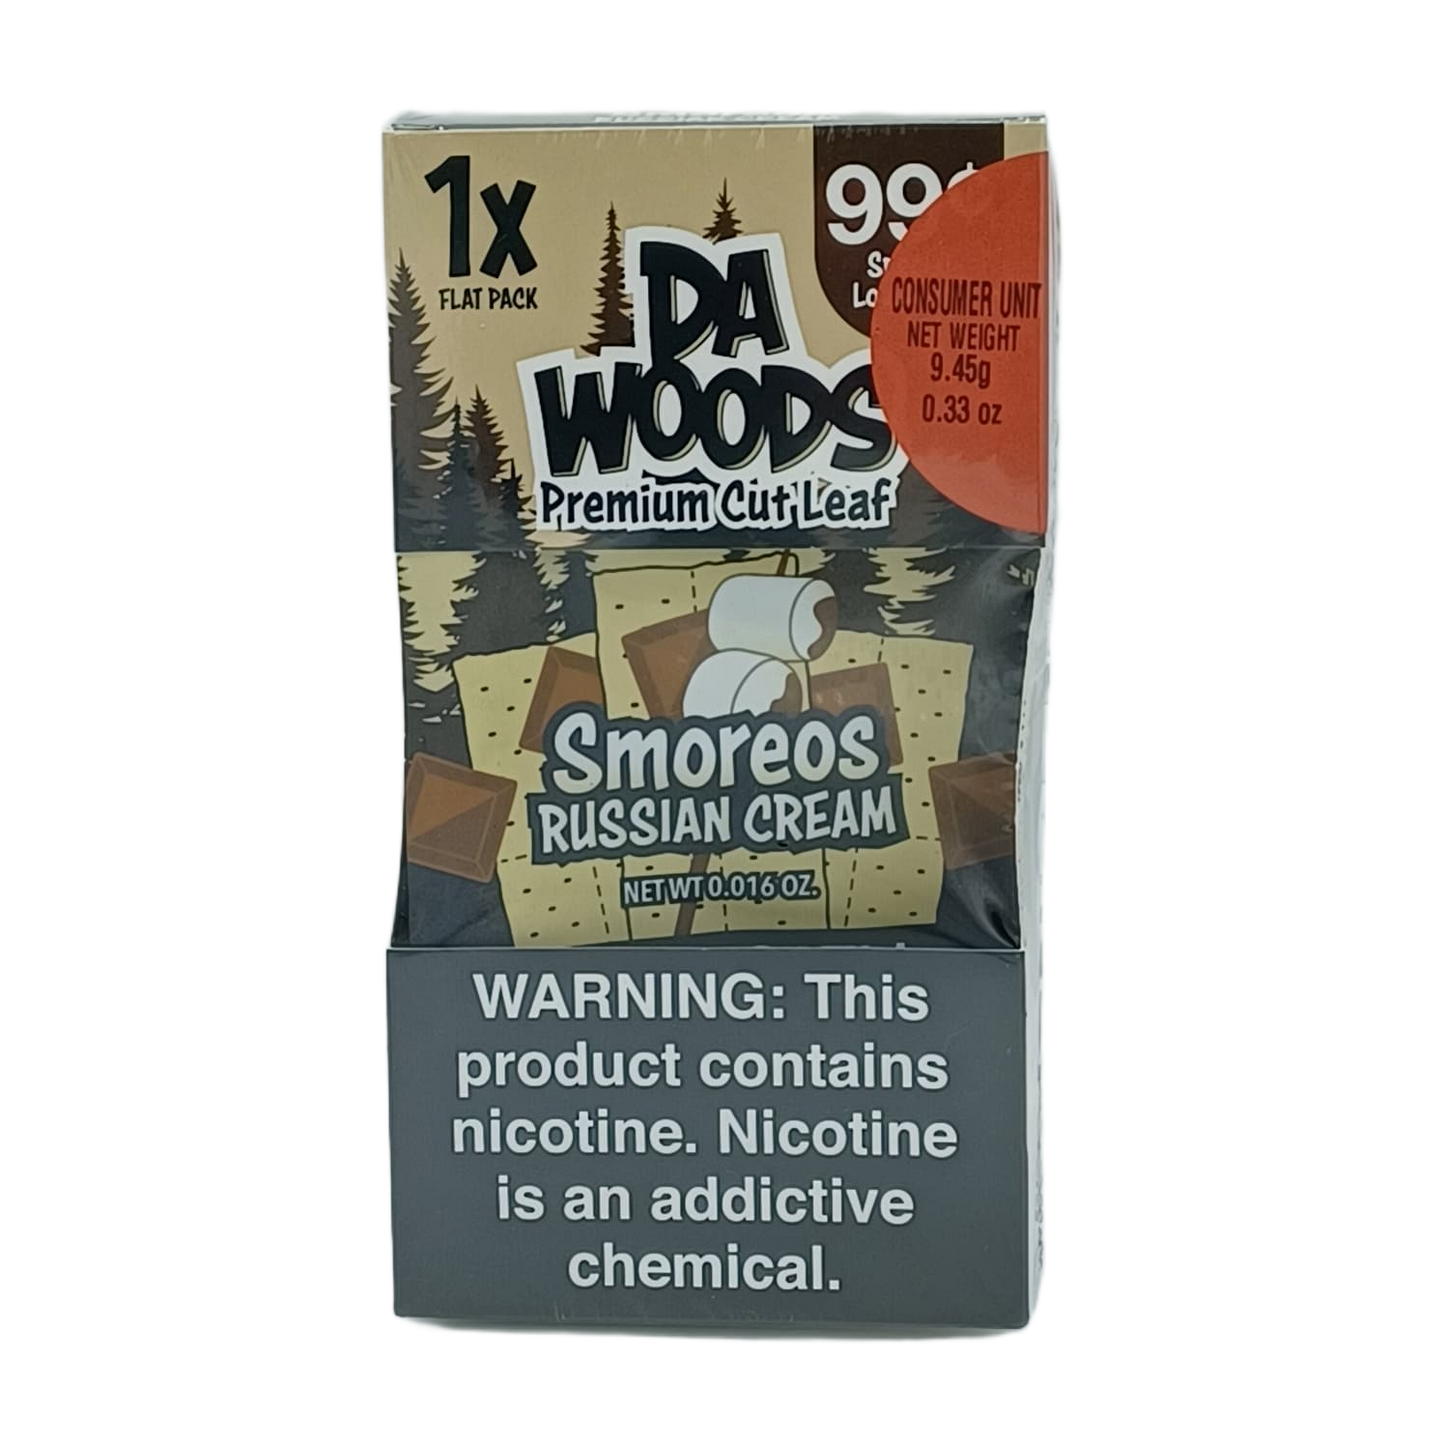 1x
FLAT PACK
99¢
DA
WOODS
Premium Cut Leaf
CONSUMER UNIT
NET WEIGHT
9.45g
0.33 oz
Smoreos
RUSSIAN CREAM
NET WT 0.016 OZ.
WARNING: This
product contains
nicotine. Nicotine
is an addictive
chemical.